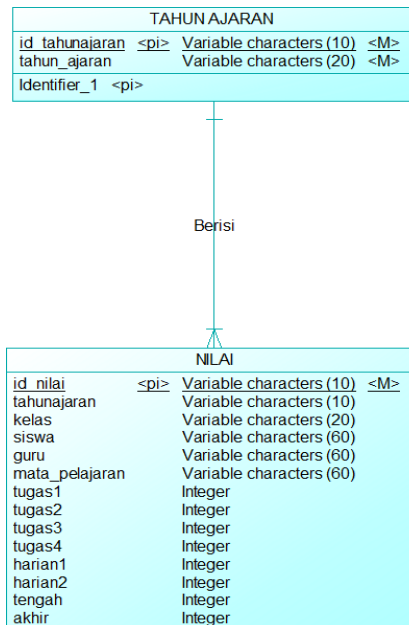 TAHUN AJARAN
id_tahunajaran <pi> Variable characters (10) <M>
tahun_ajaran Variable characters (20) <M>
Identifier_1 <pi>
Berisi
NILAI
id_nilai <pi> Variable characters (10) <M>
tahunajaran Variable characters (10)
kelas Variable characters (20)
siswa Variable characters (60)
guru Variable characters (60)
mata_pelajaran Variable characters (60)
tugas1 Integer
tugas2 Integer
tugas3 Integer
tugas4 Integer
harian1 Integer
harian2 Integer
tengah Integer
akhir Integer